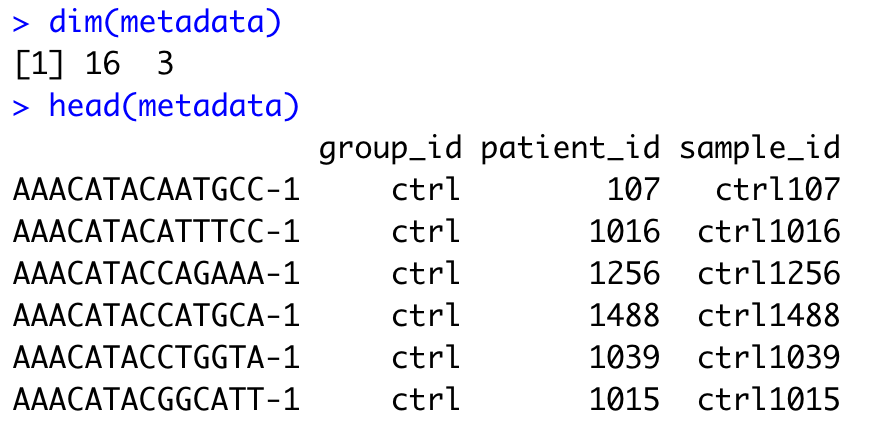 > dim(metadata)
[1] 16  3
> head(metadata)
                 group_id patient_id sample_id
AAACATACAATGCC-1     ctrl        107   ctrl107
AAACATACATTTCC-1     ctrl       1016  ctrl1016
AAACATACCAGAAA-1     ctrl       1256  ctrl1256
AAACATACCATGCA-1     ctrl       1488  ctrl1488
AAACATACCTGGTA-1     ctrl       1039  ctrl1039
AAACATACGGCATT-1     ctrl       1015  ctrl1015